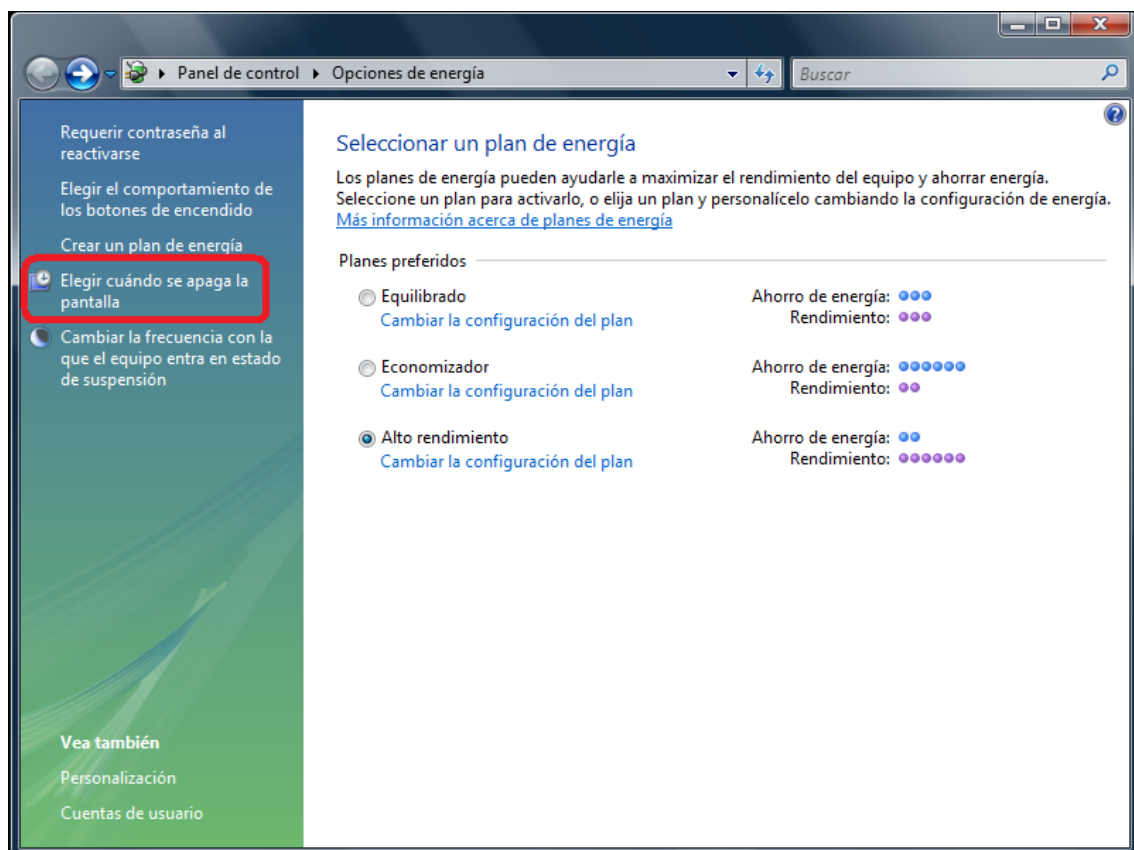 Panel de control
Opciones de energía
Buscar
Requerir contraseña al
reactivarse
Elegir el comportamiento de
los botones de encendido
Crear un plan de energía
Elegir cuándo se apaga la
pantalla
Cambiar la frecuencia con la
que el equipo entra en estado
de suspensión
Vea también
Personalización
Cuentas de usuario
Seleccionar un plan de energía
Los planes de energía pueden ayudarle a maximizar el rendimiento del equipo y ahorrar energía.
Seleccione un plan para activarlo, o elija un plan y personalícelo cambiando la configuración de energía.
Más información acerca de planes de energía
Planes preferidos
Equilibrado
Cambiar la configuración del plan
Ahorro de energía:
Rendimiento:
Economizador
Cambiar la configuración del plan
Ahorro de energía:
Rendimiento:
Alto rendimiento
Cambiar la configuración del plan
Ahorro de energía:
Rendimiento: